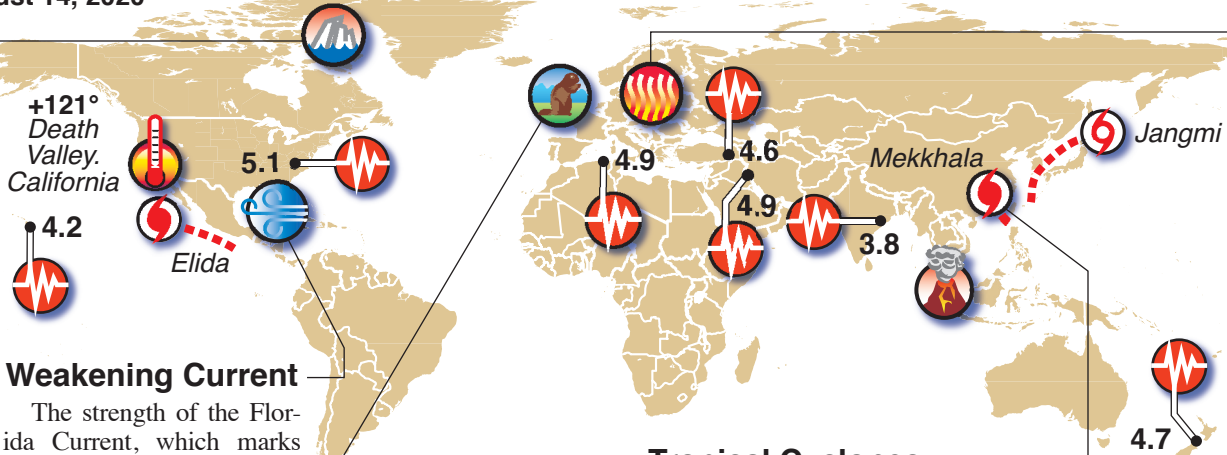 +121°
Death
Valley.
California
5.1
4.2
Elida
4.9
4.6
4.9
3.8
Mekkhala
Jangmi
4.7
Weakening Current
The strength of the Flor-
ida Current, which marks